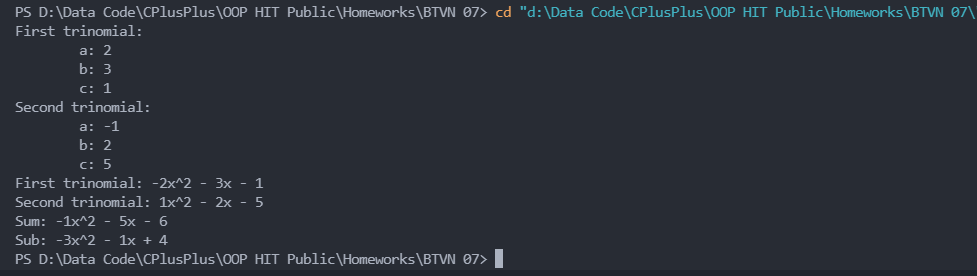 PS D:\Data Code\CPlusPlus\OOP HIT Public\Homeworks\BTVN 07> cd "d:\Data Code\CPlusPlus\OOP HIT Public\Homeworks\BTVN 07\
First trinomial:
a: 2
b: 3
c: 1
Second trinomial:
a: -1
b: 2
c: 5
First trinomial: -2x^2 - 3x - 1
Second trinomial: 1x^2 - 2x - 5
Sum: -1x^2 - 5x - 6
Sub: -3x^2 - 1x + 4
PS D:\Data Code\CPlusPlus\OOP HIT Public\Homeworks\BTVN 07>